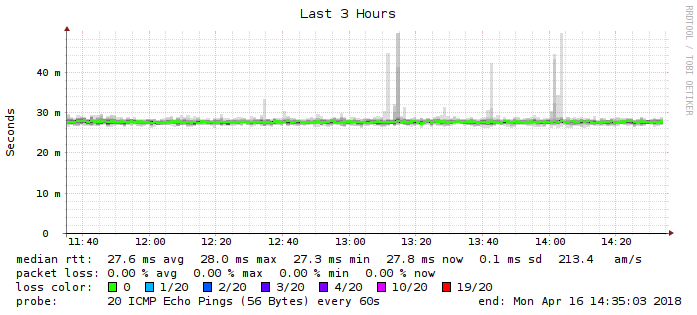 Last 3 Hours
RRDTOOL / TOBI OETIKER
Seconds
40 m
30 m
20 m
10 m
0
11:40 12:00 12:20 12:40 13:00 13:20 13:40 14:00 14:20
median rtt: 27.6 ms avg 28.0 ms max 27.3 ms min 27.8 ms now 0.1 ms sd 213.4 am/s
packet loss: 0.00 % avg 0.00 % max 0.00 % min 0.00 % now
loss color: 0 1/20 2/20 3/20 4/20 10/20 19/20
probe: 20 ICMP Echo Pings (56 Bytes) every 60s end: Mon Apr 16 14:35:03 2018